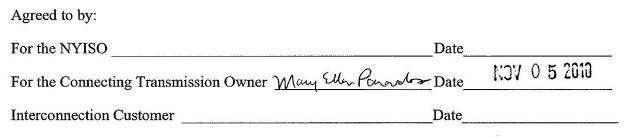 Agreed to by:
For the NYISO Date
For the Connecting Transmission Owner Mary Ellen Date NOV 0 5 2010
Interconnection Customer Date